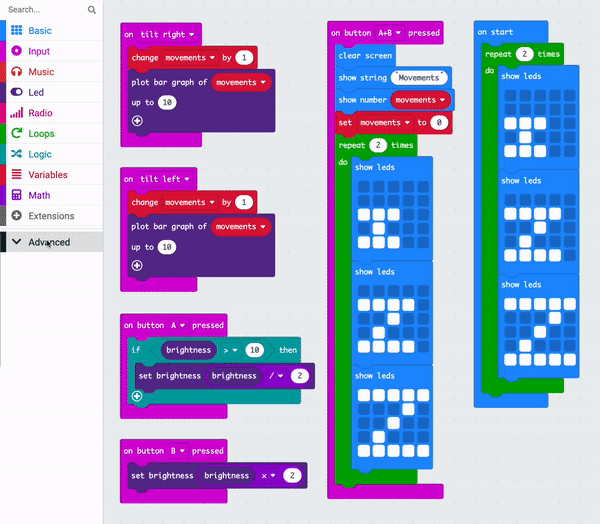 Search...
Basic
Input
Music
Led
Radio
Loops
Logic
Variables
Math
Extensions
Advanced
on tilt right
change movements by 1
plot bar graph of movements
up to 10
on tilt left
change movements by 1
plot bar graph of movements
up to 10
on button A pressed
if brightness > 10 then
set brightness brightness / 2
on button B pressed
set brightness brightness x 2
on button A+B pressed
clear screen
show string "Movements"
show number movements
set movements to 0
repeat 2 times
do
show leds
show leds
show leds
on start
repeat 2 times
do
show leds
show leds
show leds